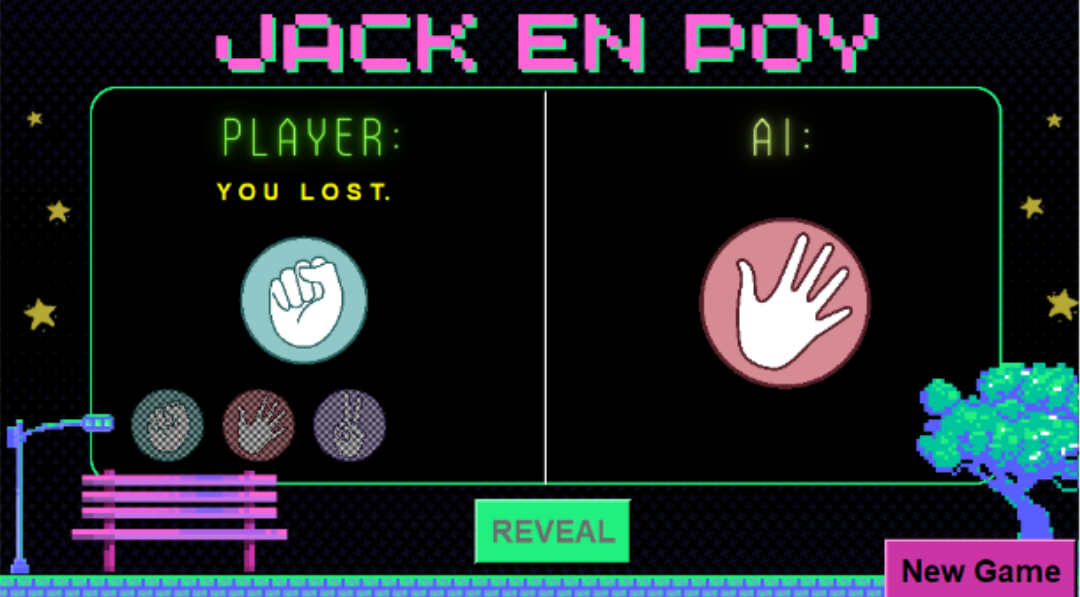 JACK EN POY
PLAYER:
YOU LOST.
AI:
REVEAL
New Game